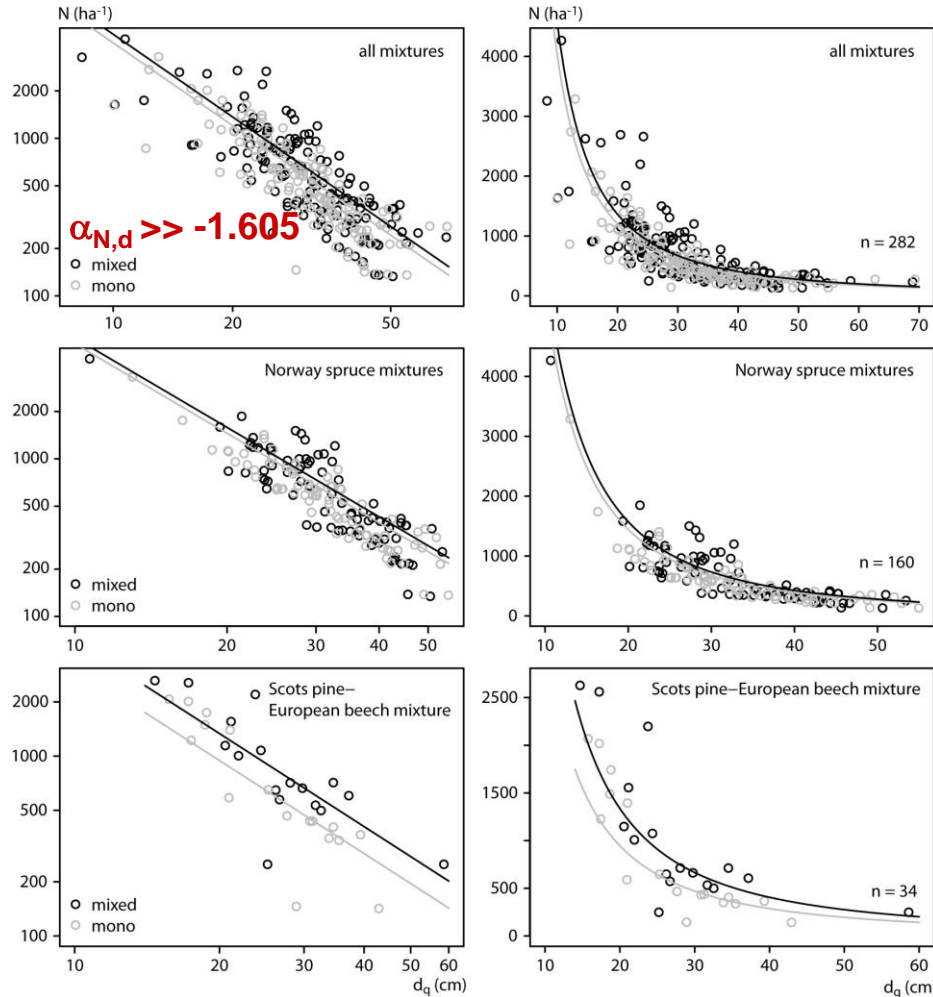 N (ha⁻¹)
all mixtures
2000
1000
500
200
100
α_N,d >> -1.605
mixed
mono
10
20
50
N (ha⁻¹)
all mixtures
4000
3000
2000
1000
0
n = 282
10
20
30
40
50
60
70
Norway spruce mixtures
2000
1000
500
200
100
mixed
mono
10
20
30
40
50
Norway spruce mixtures
4000
3000
2000
1000
0
n = 160
10
20
30
40
50
Scots pine–
European beech mixture
2000
1000
500
200
100
mixed
mono
10
20
30
40
50
60
d_q (cm)
Scots pine–European beech mixture
2500
1500
500
0
n = 34
10
20
30
40
50
60
d_q (cm)